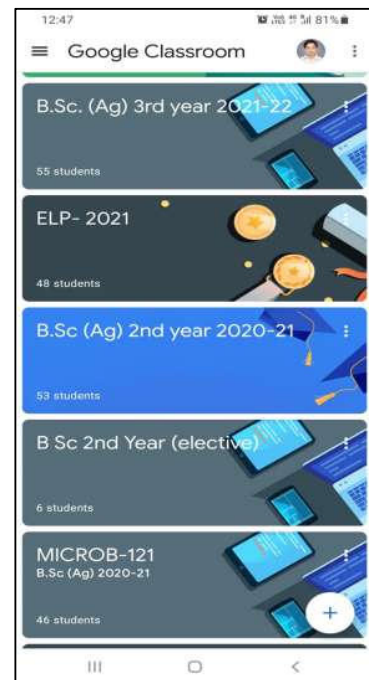 12:47
81%
Google Classroom
B.Sc. (Ag) 3rd year 2021-22
55 students
ELP- 2021
48 students
B.Sc (Ag) 2nd year 2020-21
53 students
B Sc 2nd Year (elective)
6 students
MICROB-121
B.Sc (Ag) 2020-21
46 students